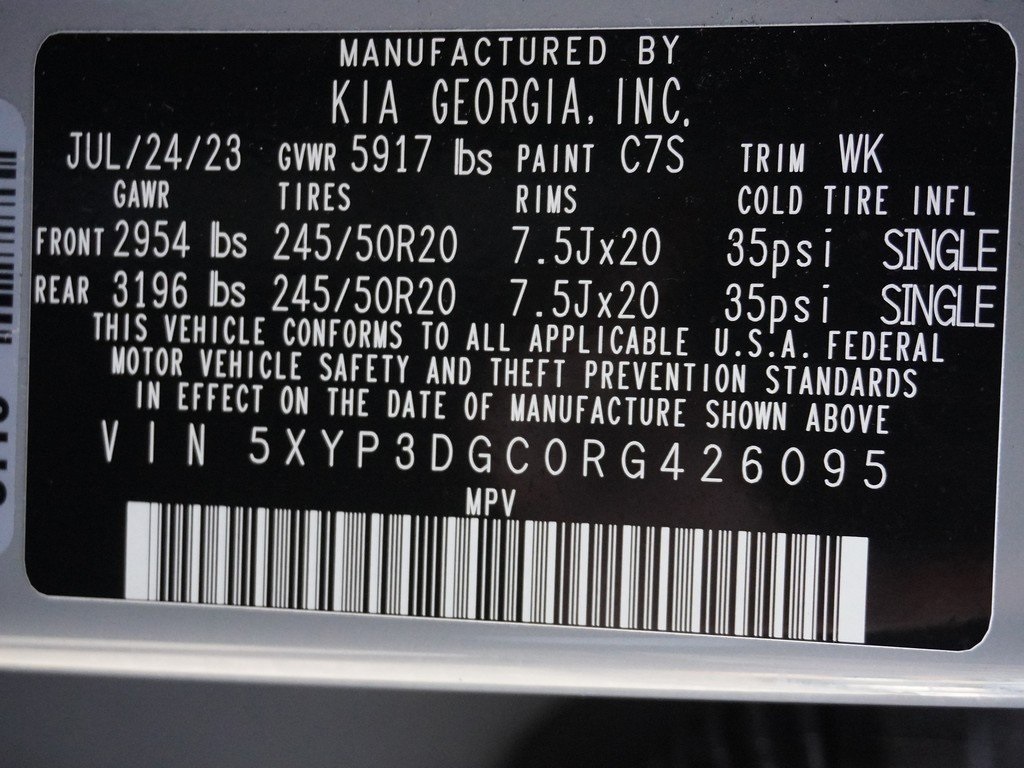 MANUFACTURED BY
KIA GEORGIA, INC.
JUL/24/23 GVWR 5917 lbs PAINT C7S TRIM WK
GAWR TIRES RIMS COLD TIRE INFL
FRONT 2954 lbs 245/50R20 7.5Jx20 35psi SINGLE
REAR 3196 lbs 245/50R20 7.5Jx20 35psi SINGLE
THIS VEHICLE CONFORMS TO ALL APPLICABLE U.S.A. FEDERAL
MOTOR VEHICLE SAFETY AND THEFT PREVENTION STANDARDS
IN EFFECT ON THE DATE OF MANUFACTURE SHOWN ABOVE
VIN 5XYP3DGC0RG426095
MPV